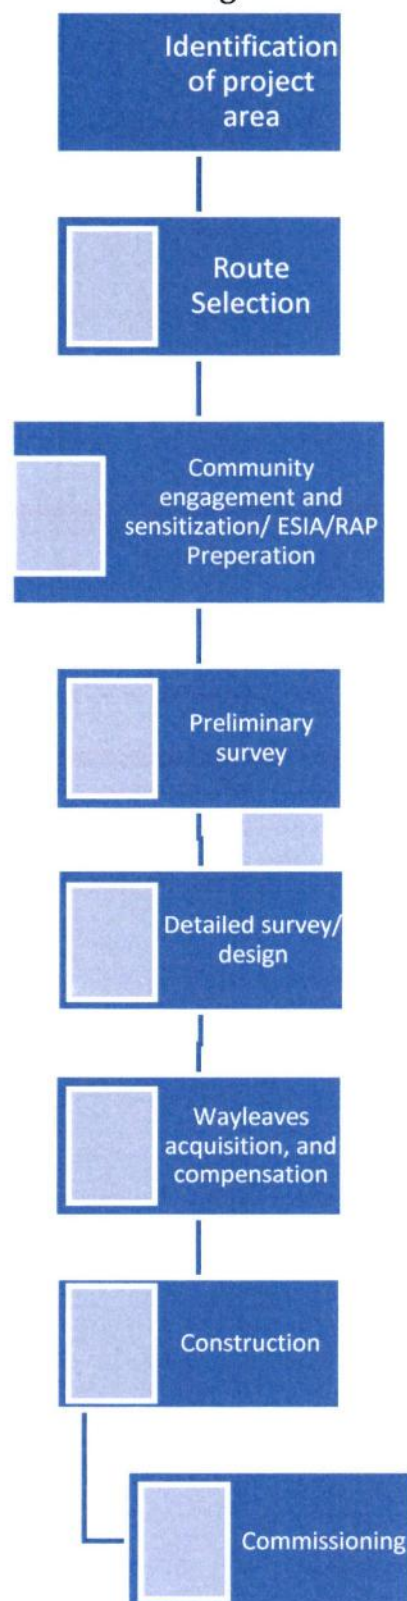 Identification
of project
area
Route
Selection
Community
engagement and
sensitization/ ESIA/RAP
Preperation
Preliminary
survey
Detailed survey/
design
Wayleaves
acquisition, and
compensation
Construction
Commissioning